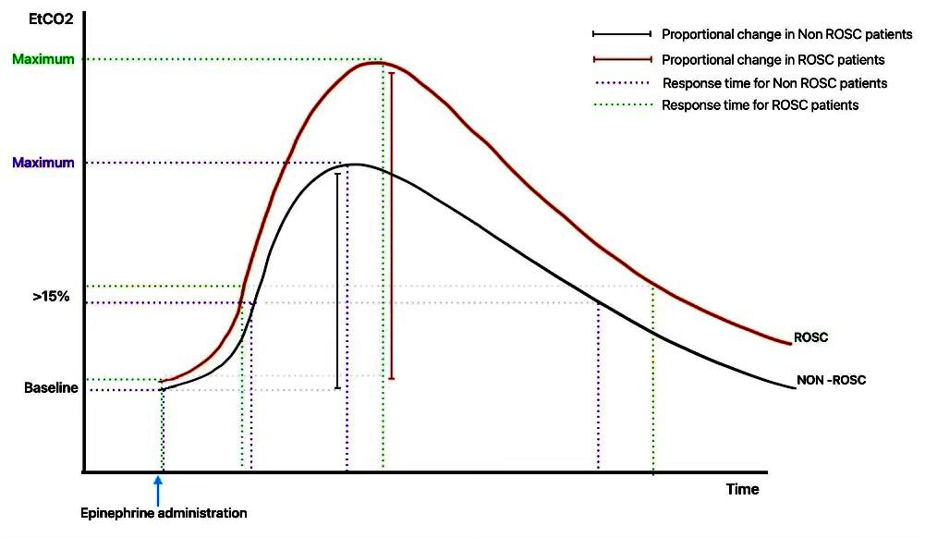 EtCO2
Maximum
Maximum
>15%
Baseline
Proportional change in Non ROSC patients
Proportional change in ROSC patients
Response time for Non ROSC patients
Response time for ROSC patients
ROSC
NON -ROSC
Time
Epinephrine administration